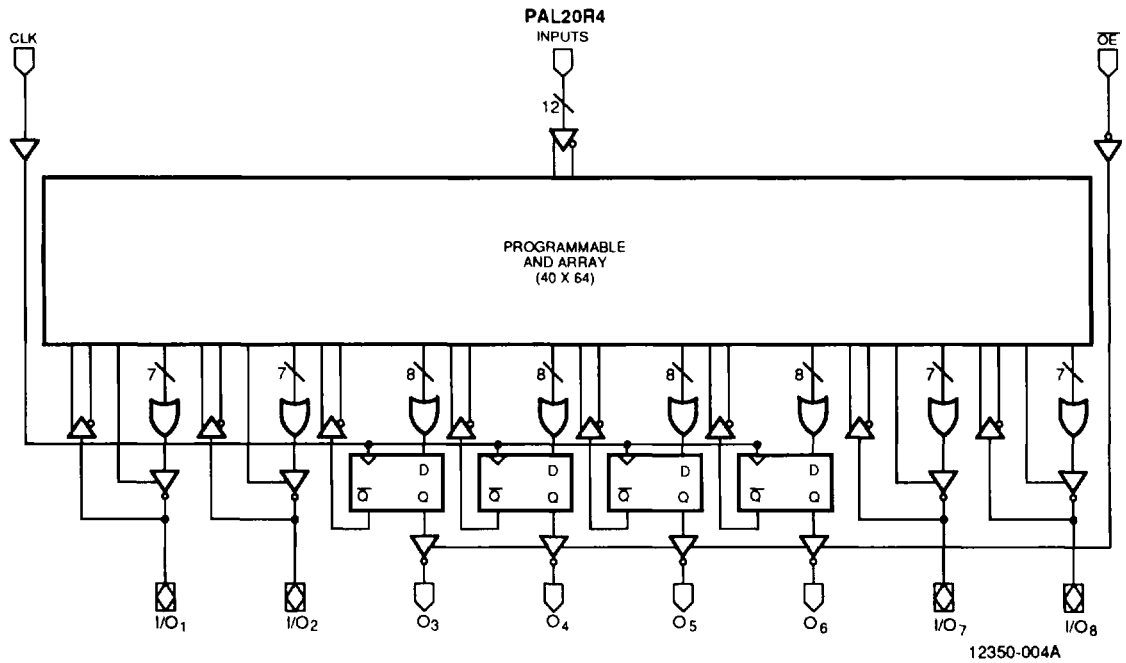 PAL20R4
CLK
INPUTS
OE
12
PROGRAMMABLE
AND ARRAY
(40 X 64)
7
7
8
8
8
8
7
7
D
D
D
D
Q
Q
Q
Q
Q
Q
Q
Q
I/O1
I/O2
O3
O4
O5
O6
I/O7
I/O8
12350-004A